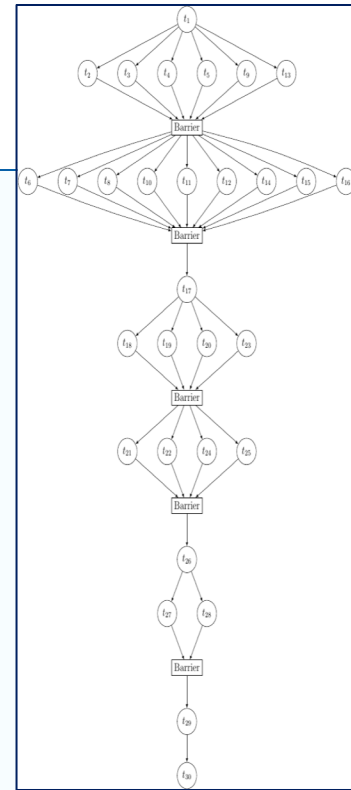 t1
t2 t3 t4 t5 t9 t13
Barrier
t6 t7 t8 t10 t11 t12 t14 t15 t16
Barrier
t17
t18 t19 t20 t23
Barrier
t21 t22 t24 t25
Barrier
t26
t27 t28
Barrier
t29
t30